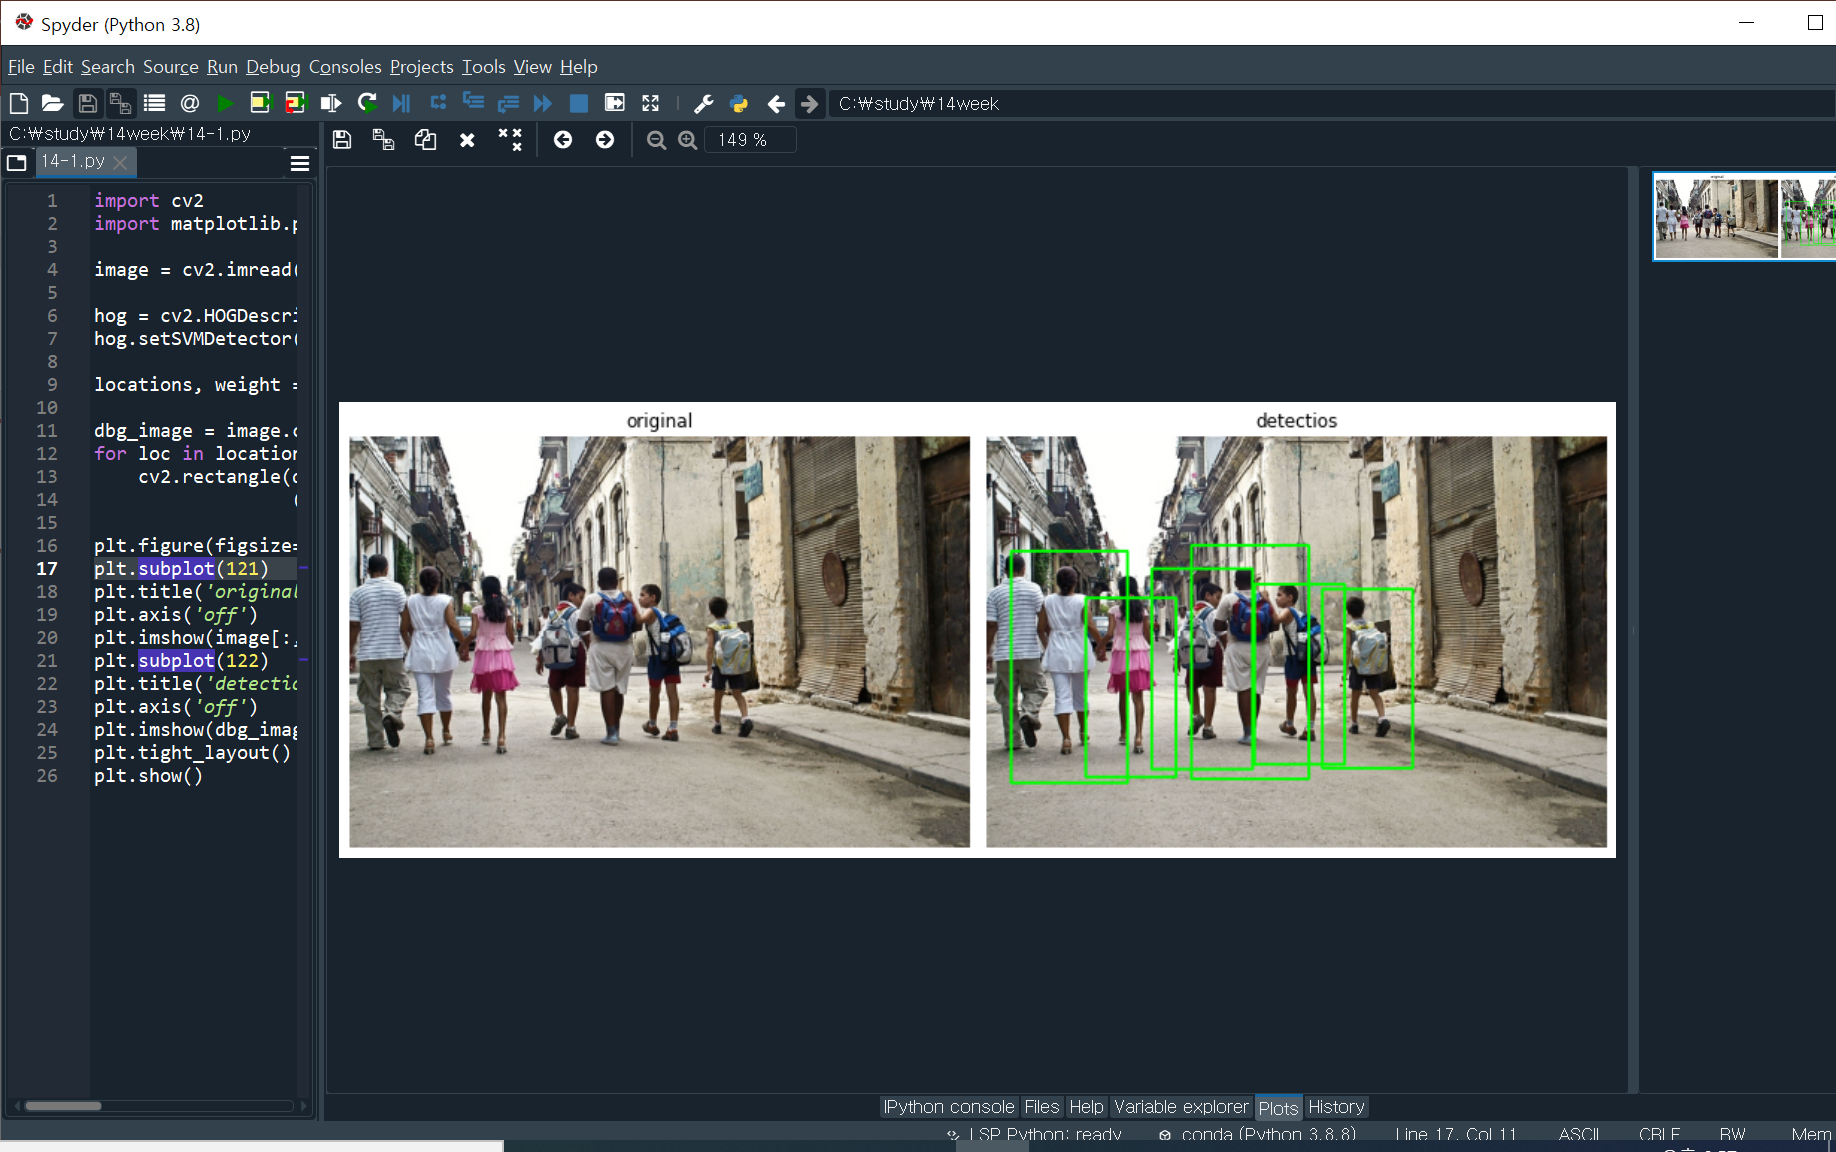 Spyder (Python 3.8)
File Edit Search Source Run Debug Consoles Projects Tools View Help
C:₩study₩14week
C:₩study₩14week₩14-1.py
149 %
14-1.py
1 import cv2
2 import matplotlib.p
3
4 image = cv2.imread(
5
6 hog = cv2.HOGDescri
7 hog.setSVMDetector(
8
9 locations, weight =
10
11 dbg_image = image.c
12 for loc in location
13 cv2.rectangle(
14 (
15
16 plt.figure(figsize=
17 plt.subplot(121)
18 plt.title('original
19 plt.axis('off')
20 plt.imshow(image[:,
21 plt.subplot(122)
22 plt.title('detectio
23 plt.axis('off')
24 plt.imshow(dbg_imag
25 plt.tight_layout()
26 plt.show()
original
detectios
IPython console Files Help Variable explorer Plots History
LSP Python: ready conda (Python 3.8.8) Line 17, Col 11 ASCII CRLF RW Mem